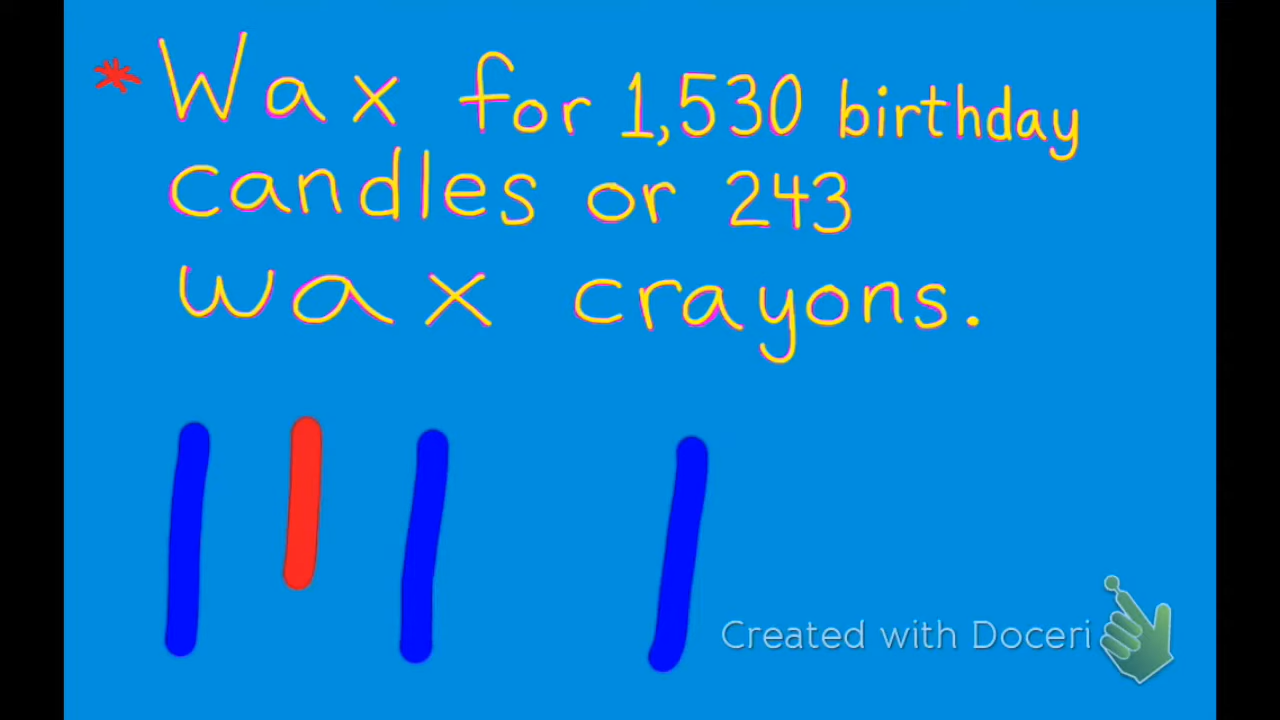 * Wax for 1,530 birthday
candles or 243
wax crayons.
Created with Doceri